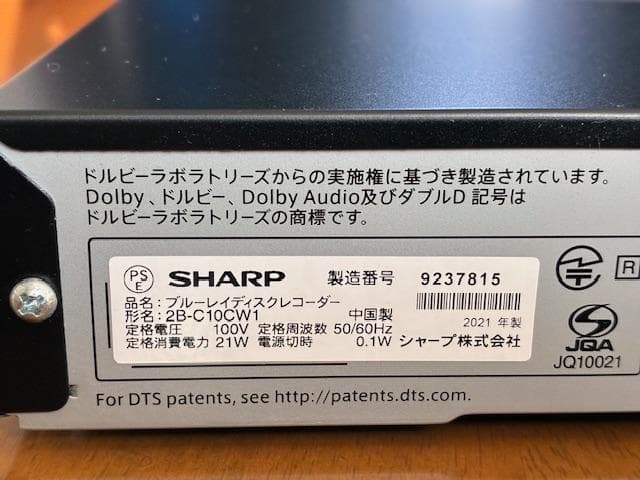 ドルビーラボラトリーズからの実施権に基づき製造されています。
Dolby、ドルビー、Dolby Audio及びダブルD 記号は
ドルビーラボラトリーズの商標です。
PS
E
SHARP 製造番号 9237815
品名: ブルーレイディスクレコーダー
形名: 2B-C10CW1 中国製
2021 年製
定格電圧 100V 定格周波数 50/60Hz
定格消費電力 21W 電源切時 0.1W シャープ株式会社
R
JQA
JQ10021
For DTS patents, see http://patents.dts.com.